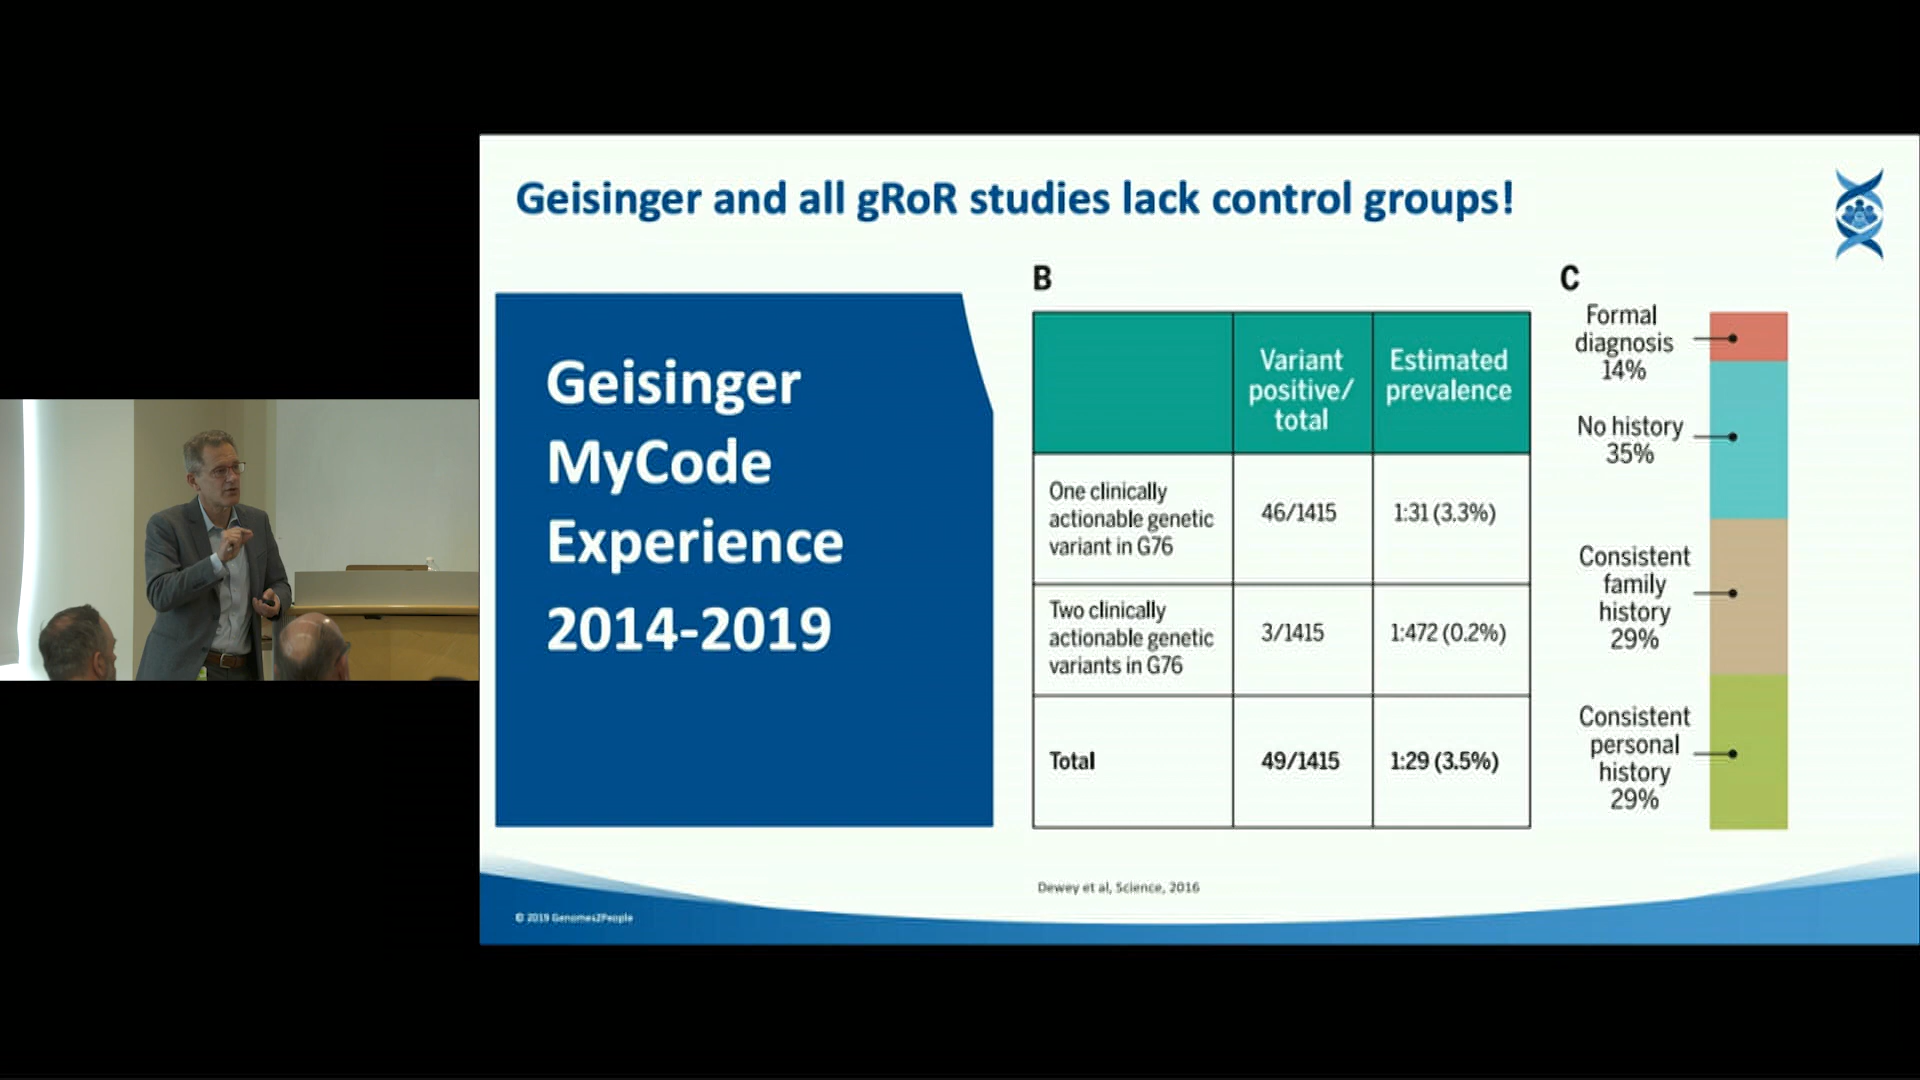 Geisinger and all gRoR studies lack control groups!
Geisinger
MyCode
Experience
2014-2019
B
Variant
positive/
total
Estimated
prevalence
One clinically
actionable genetic
variant in G76
46/1415
1:31 (3.3%)
Two clinically
actionable genetic
variants in G76
3/1415
1:472 (0.2%)
Total
49/1415
1:29 (3.5%)
C
Formal
diagnosis
14%
No history
35%
Consistent
family
history
29%
Consistent
personal
history
29%
Dewey et al, Science, 2016
© 2019 Genomes2People